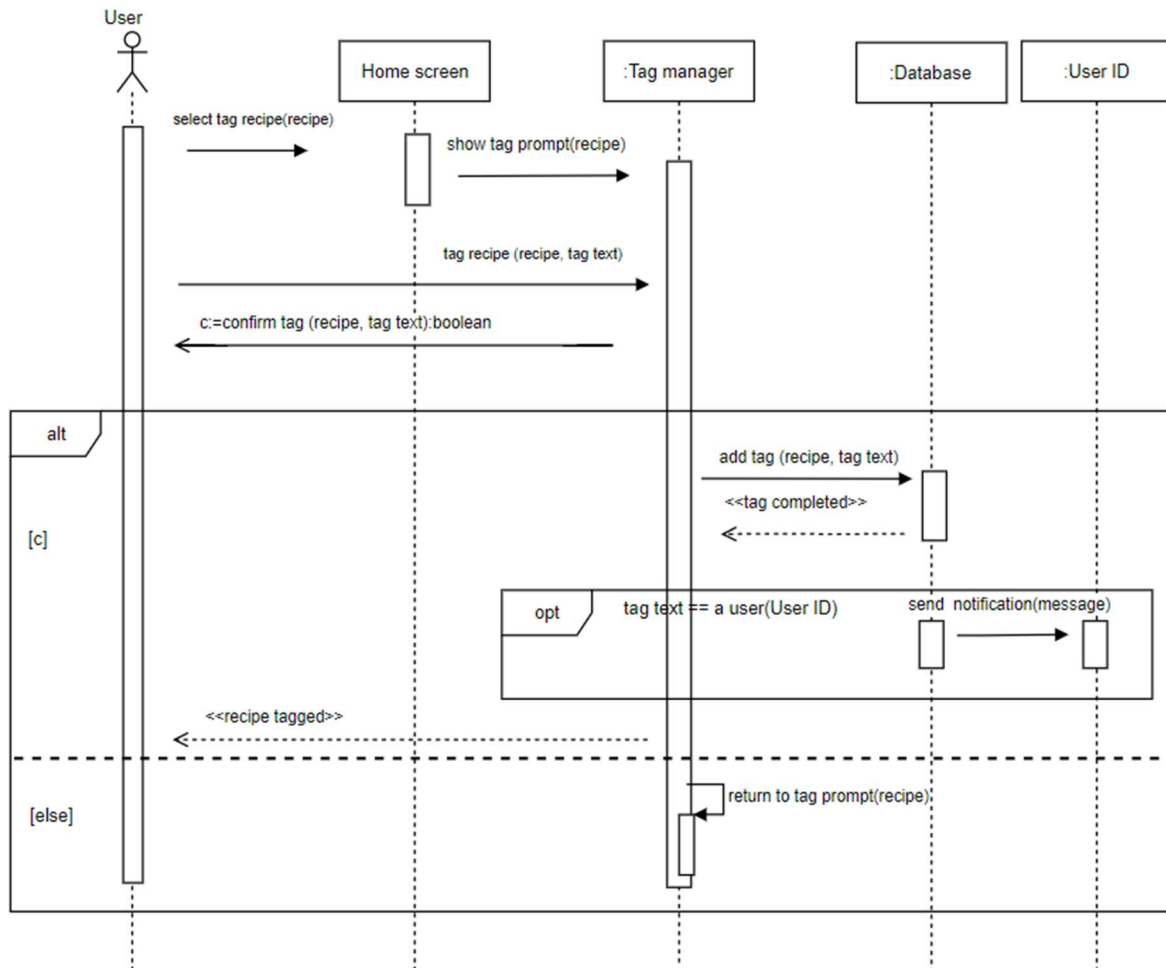 User
Home screen
:Tag manager
:Database
:User ID
select tag recipe(recipe)
show tag prompt(recipe)
tag recipe (recipe, tag text)
c:=confirm tag (recipe, tag text):boolean
alt
add tag (recipe, tag text)
<<tag completed>>
[c]
opt
tag text == a user(User ID)
send notification(message)
<<recipe tagged>>
return to tag prompt(recipe)
[else]